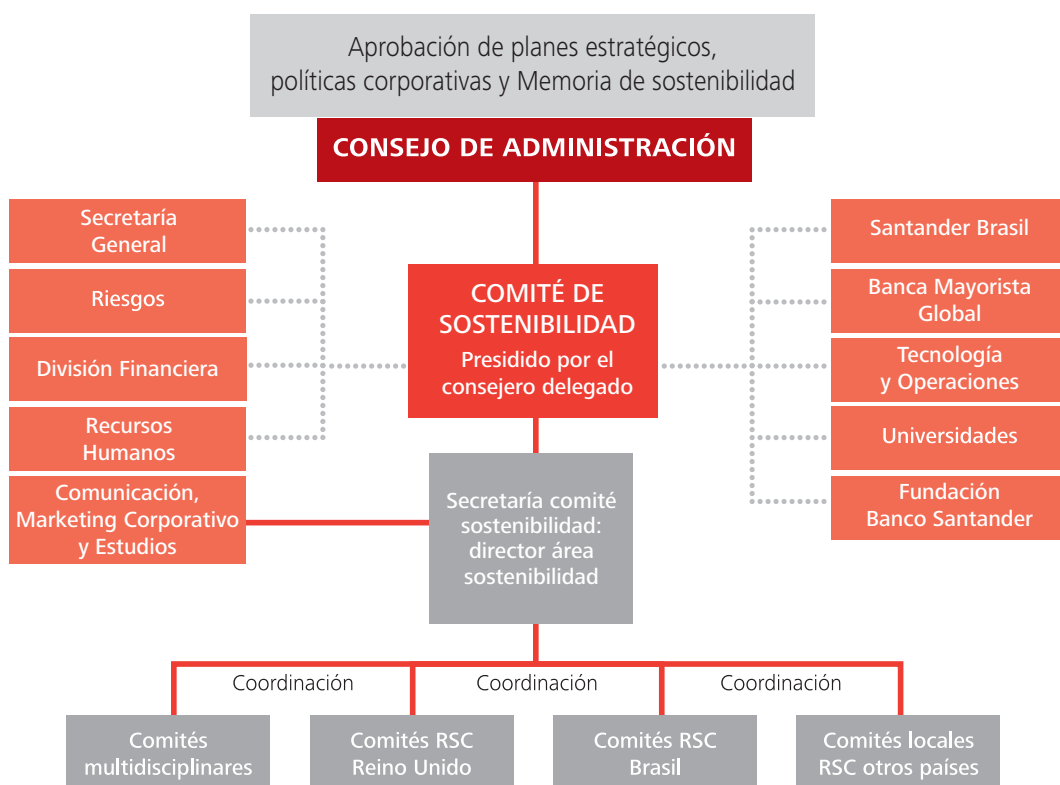 Aprobación de planes estratégicos,
políticas corporativas y Memoria de sostenibilidad
CONSEJO DE ADMINISTRACIÓN
Secretaría
General
Riesgos
División Financiera
Recursos
Humanos
Comunicación,
Marketing Corporativo
y Estudios
COMITÉ DE
SOSTENIBILIDAD
Presidido por el
consejero delegado
Santander Brasil
Banca Mayorista
Global
Tecnología
y Operaciones
Universidades
Fundación
Banco Santander
Secretaría comité
sostenibilidad:
director área
sostenibilidad
Coordinación
Coordinación
Coordinación
Comités
multidisciplinares
Comités RSC
Reino Unido
Comités RSC
Brasil
Comités locales
RSC otros países